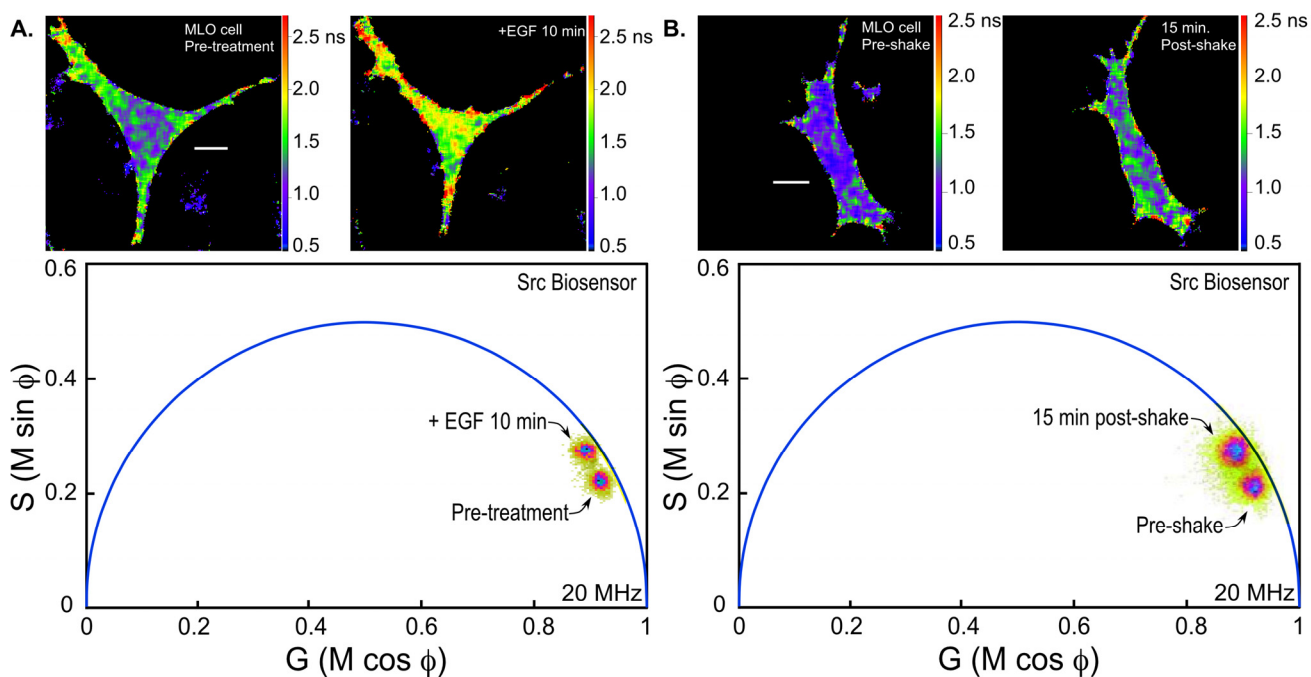 A.
MLO cell
Pre-treatment
2.5 ns
2.0
1.5
1.0
0.5
+EGF 10 min
2.5 ns
2.0
1.5
1.0
0.5
0.6
0.4
0.2
0
S (M sin ϕ)
Src Biosensor
+ EGF 10 min
Pre-treatment
20 MHz
0
0.2
0.4
0.6
0.8
1
G (M cos ϕ)
B.
MLO cell
Pre-shake
2.5 ns
2.0
1.5
1.0
0.5
15 min.
Post-shake
2.5 ns
2.0
1.5
1.0
0.5
0.6
0.4
0.2
0
S (M sin ϕ)
Src Biosensor
15 min post-shake
Pre-shake
20 MHz
0
0.2
0.4
0.6
0.8
1
G (M cos ϕ)